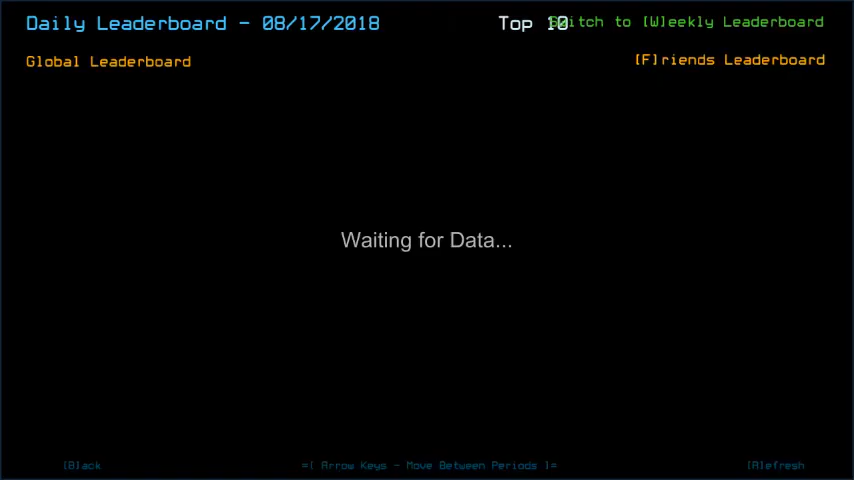 Daily Leaderboard - 08/17/2018 Top 10 Switch to [W]eekly Leaderboard
Global Leaderboard [F]riends Leaderboard
Waiting for Data...
[B]ack =[ Arrow Keys - Move Between Periods ]= [R]efresh